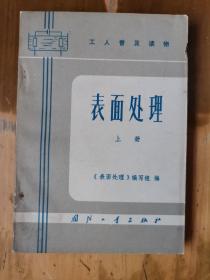 工人普及读物
表面处理
上册
《表面处理》编写组 编
国防工业出版社